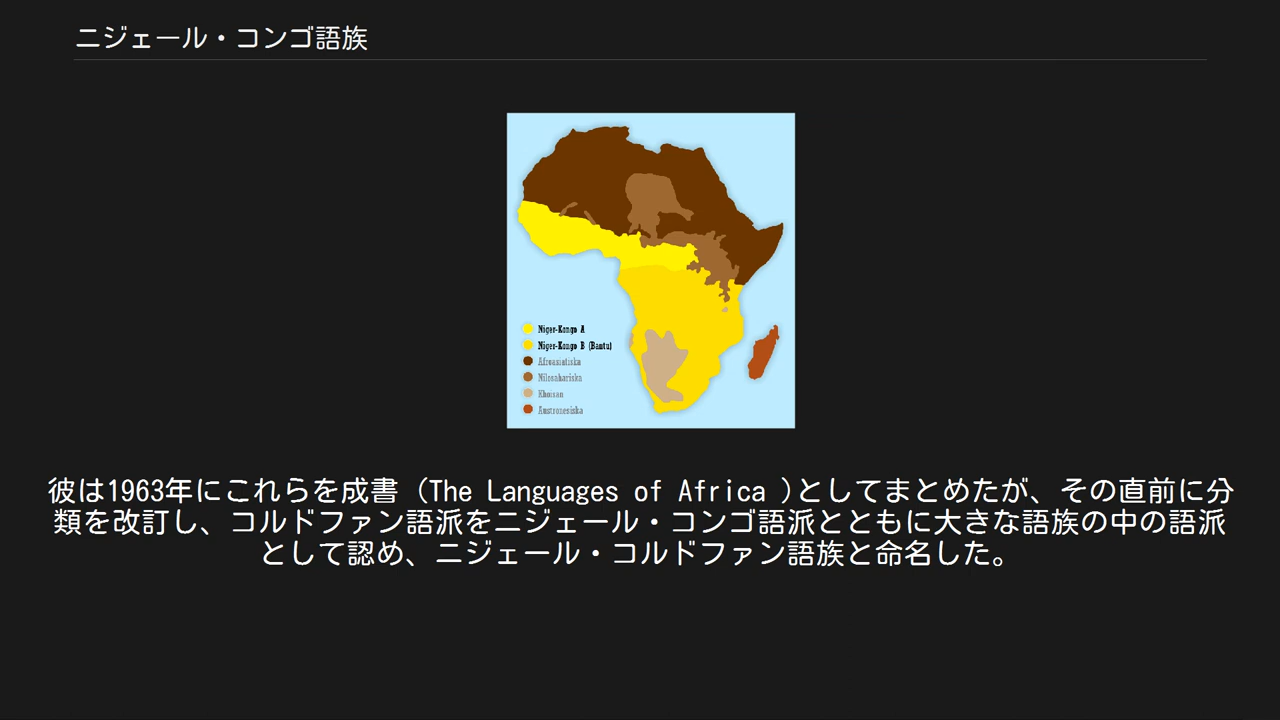 ニジェール・コンゴ語族
Niger-Kongo A
Niger-Kongo B (Bantu)
Afroasiatiska
Nilosahariska
Khoisan
Austronesiska
彼は1963年にこれらを成書 (The Languages of Africa )としてまとめたが、その直前に分
類を改訂し、コルドファン語派をニジェール・コンゴ語派とともに大きな語族の中の語派
として認め、ニジェール・コルドファン語族と命名した。